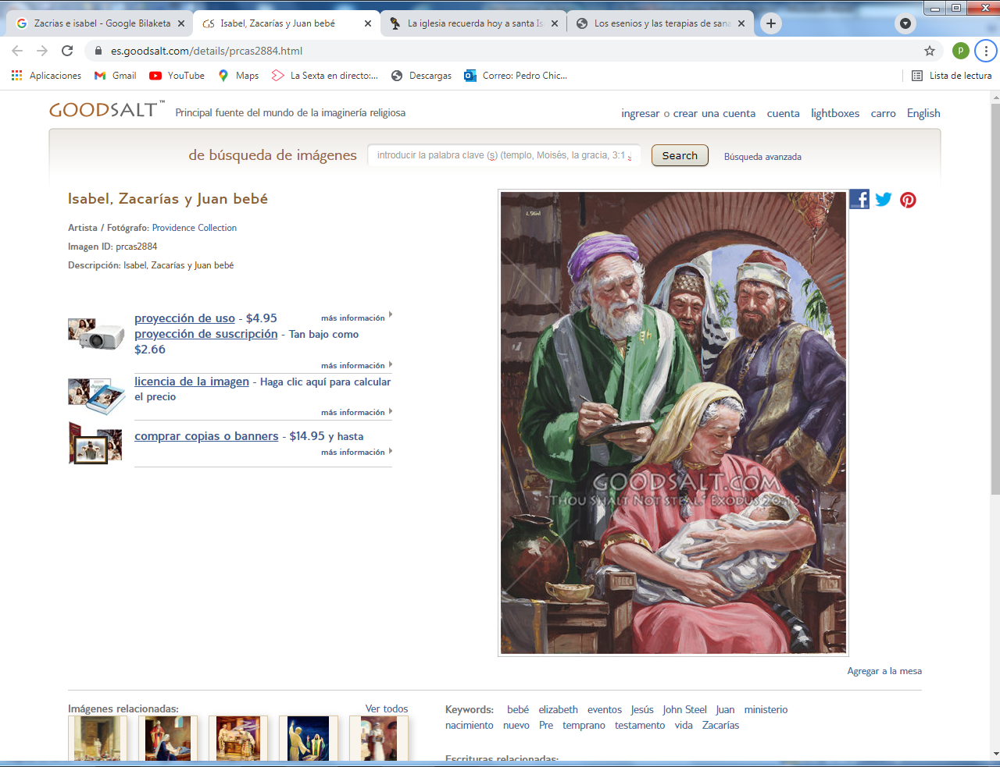 Zacrias e isabel - Google Bilaketa
Isabel, Zacarías y Juan bebé
La iglesia recuerda hoy a santa Is
Los esenios y las terapias de sana
es.goodsalt.com/details/prcas2884.html
P
Aplicaciones
Gmail
YouTube
Maps
La Sexta en directo:...
Descargas
Correo: Pedro Chic...
Lista de lectura
GOODSALT™
Principal fuente del mundo de la imaginería religiosa
ingresar o crear una cuenta cuenta lightboxes carro English
de búsqueda de imágenes
introducir la palabra clave (s) (templo, Moisés, la gracia, 3:1
Search
Búsqueda avanzada
Isabel, Zacarías y Juan bebé
Artista / Fotógrafo: Providence Collection
Imagen ID: prcas2884
Descripción: Isabel, Zacarías y Juan bebé
proyección de uso - $4.95
más información
proyección de suscripción - Tan bajo como
$2.66
más información
licencia de la imagen - Haga clic aquí para calcular
el precio
más información
comprar copias o banners - $14.95 y hasta
más información
GOODSALT.COM
"THOU SHALT NOT STEAL." EXODUS 20:15
Agregar a la mesa
Imágenes relacionadas:
Ver todos
Keywords: bebé elizabeth eventos Jesús John Steel Juan ministerio
nacimiento nuevo Pre temprano testamento vida Zacarías
Escrituras relacionadas: